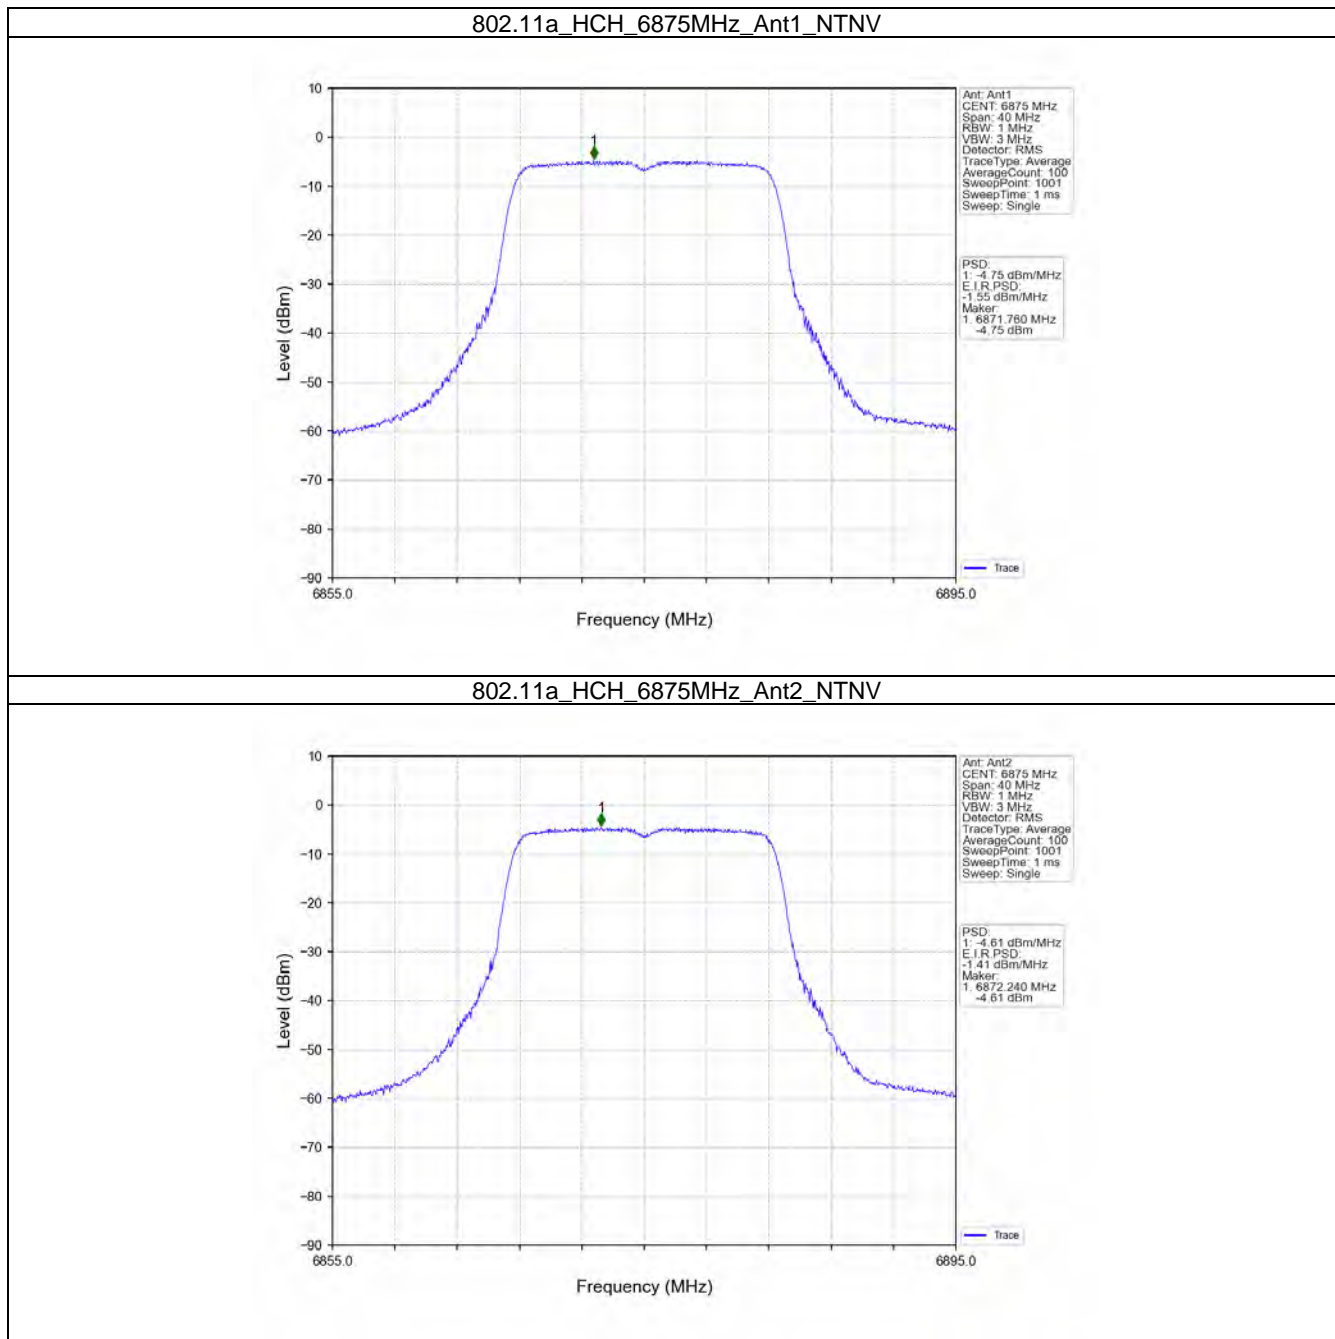 802.11a_HCH_6875MHz_Ant1_NTNV
10
0
−10
−20
−30
−40
−50
−60
−70
−80
−90
Level (dBm)
1
6855.0
6895.0
Frequency (MHz)
Ant: Ant1
CENT: 6875 MHz
Span: 40 MHz
RBW: 1 MHz
VBW: 3 MHz
Detector: RMS
TraceType: Average
AverageCount: 100
SweepPoint: 1001
SweepTime: 1 ms
Sweep: Single
PSD:
1: -4.75 dBm/MHz
E.I.R.PSD:
-1.55 dBm/MHz
Maker:
1. 6871.760 MHz
-4.75 dBm
Trace
802.11a_HCH_6875MHz_Ant2_NTNV
10
0
−10
−20
−30
−40
−50
−60
−70
−80
−90
Level (dBm)
1
6855.0
6895.0
Frequency (MHz)
Ant: Ant2
CENT: 6875 MHz
Span: 40 MHz
RBW: 1 MHz
VBW: 3 MHz
Detector: RMS
TraceType: Average
AverageCount: 100
SweepPoint: 1001
SweepTime: 1 ms
Sweep: Single
PSD:
1: -4.61 dBm/MHz
E.I.R.PSD:
-1.41 dBm/MHz
Maker:
1. 6872.240 MHz
-4.61 dBm
Trace